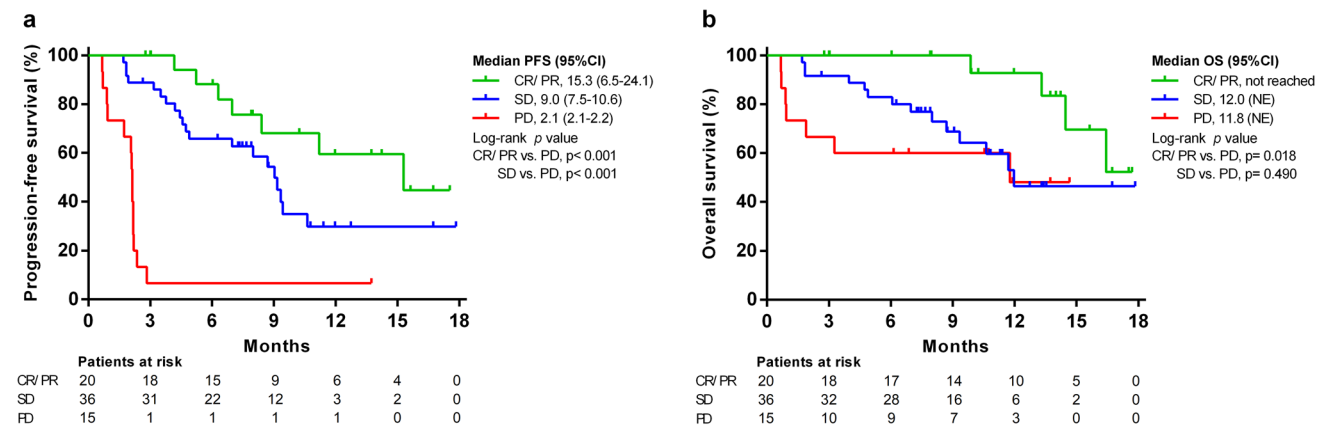 a
Progression-free survival (%)
100
80
60
40
20
0
0 3 6 9 12 15 18
Months
Median PFS (95%CI)
CR/ PR, 15.3 (6.5-24.1)
SD, 9.0 (7.5-10.6)
PD, 2.1 (2.1-2.2)
Log-rank p value
CR/ PR vs. PD, p< 0.001
SD vs. PD, p< 0.001
Patients at risk
CR/ PR 20 18 15 9 6 4 0
SD 36 31 22 12 3 2 0
PD 15 1 1 1 1 0 0
b
Overall survival (%)
100
80
60
40
20
0
0 3 6 9 12 15 18
Months
Median OS (95%CI)
CR/ PR, not reached
SD, 12.0 (NE)
PD, 11.8 (NE)
Log-rank p value
CR/ PR vs. PD, p= 0.018
SD vs. PD, p= 0.490
Patients at risk
CR/ PR 20 18 17 14 10 5 0
SD 36 32 28 16 6 2 0
PD 15 10 9 7 3 0 0